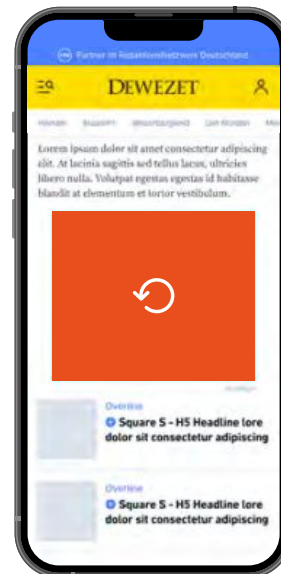 RND Partner im RedaktionsNetzwerk Deutschland
DEWEZET
Lorem ipsum dolor sit amet consectetur adipiscing
elit. At lacinia sagittis sed tellus lacus, ultricies
libero nulla. Volutpat egestas egestas id habitasse
blandit at elementum et tortor vestibulum.
Anzeige
Overline
Square S - H5 Headline lore
dolor sit consectetur adipiscing
Overline
Square S - H5 Headline lore
dolor sit consectetur adipiscing